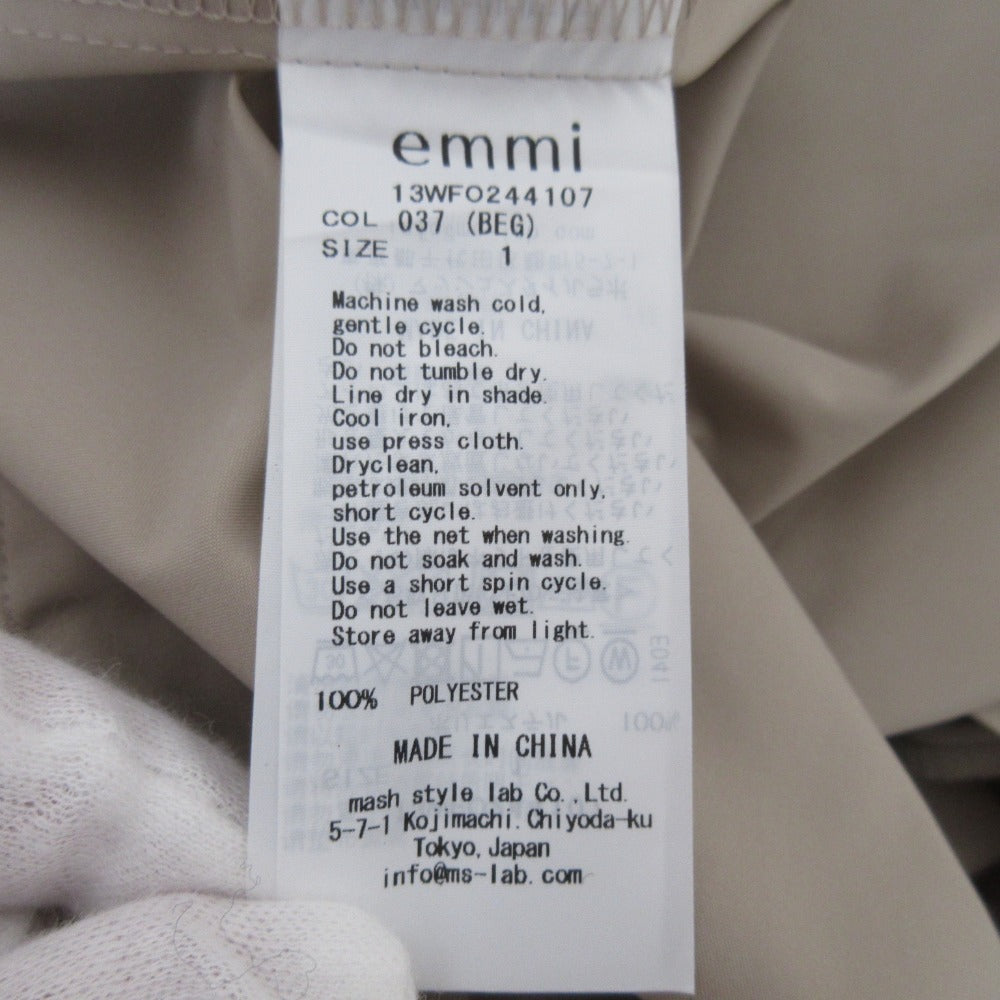 emmi
13WFO244107
COL 037 (BEG)
SIZE 1
Machine wash cold,
gentle cycle.
Do not bleach.
Do not tumble dry.
Line dry in shade.
Cool iron,
use press cloth.
Dryclean,
petroleum solvent only,
short cycle.
Use the net when washing.
Do not soak and wash.
Use a short spin cycle.
Do not leave wet.
Store away from light.
100% POLYESTER
MADE IN CHINA
mash style lab Co.,Ltd.
5-7-1 Kojimachi.Chiyoda-ku
Tokyo,Japan
info@ms-lab.com